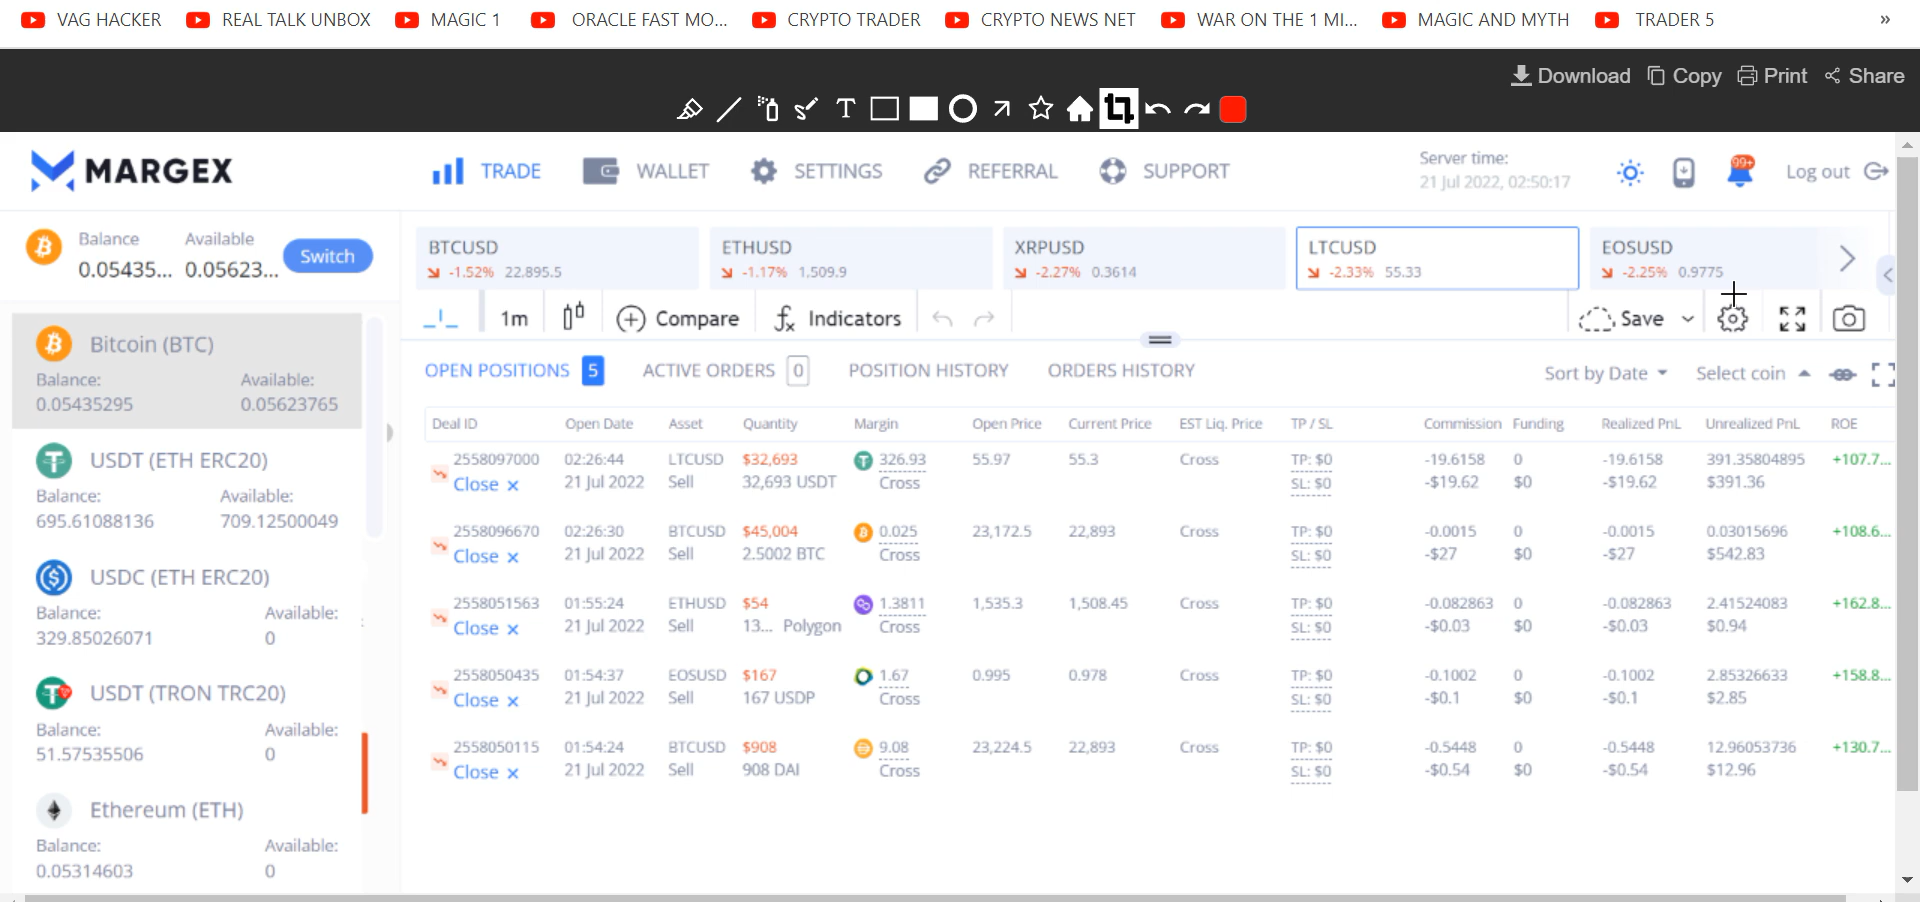 VAG HACKER REAL TALK UNBOX MAGIC 1 ORACLE FAST MO... CRYPTO TRADER CRYPTO NEWS NET WAR ON THE 1 MI... MAGIC AND MYTH TRADER 5 »
Download Copy Print Share
T
MARGEX TRADE WALLET SETTINGS REFERRAL SUPPORT Server time: 99+ Log out
21 Jul 2022, 02:50:17
Balance Available Switch
0.05435... 0.05623...
BTCUSD ETHUSD XRPUSD LTCUSD EOSUSD
-1.52% 22.895.5 -1.17% 1.509.9 -2.27% 0.3614 -2.33% 55.33 -2.25% 0.9775
1m Compare fx Indicators Save
OPEN POSITIONS 5 ACTIVE ORDERS 0 POSITION HISTORY ORDERS HISTORY Sort by Date Select coin
Bitcoin (BTC)
Balance: Available:
0.05435295 0.05623765
USDT (ETH ERC20)
Balance: Available:
695.61088136 709.12500049
USDC (ETH ERC20)
Balance: Available:
329.85026071 0
USDT (TRON TRC20)
Balance: Available:
51.57535506 0
Ethereum (ETH)
Balance: Available:
0.05314603 0
Deal ID Open Date Asset Quantity Margin Open Price Current Price EST Liq. Price TP / SL Commission Funding Realized PnL Unrealized PnL ROE
2558097000 02:26:44 LTCUSD $32,693 326.93 55.97 55.3 Cross TP: $0 -19.6158 0 -19.6158 391.35804895 +107.7...
Close × 21 Jul 2022 Sell 32,693 USDT Cross SL: $0 -$19.62 $0 -$19.62 $391.36
2558096670 02:26:30 BTCUSD $45,004 0.025 23,172.5 22,893 Cross TP: $0 -0.0015 0 -0.0015 0.03015696 +108.6...
Close × 21 Jul 2022 Sell 2.5002 BTC Cross SL: $0 -$27 $0 -$27 $542.83
2558051563 01:55:24 ETHUSD $54 1.3811 1,535.3 1,508.45 Cross TP: $0 -0.082863 0 -0.082863 2.41524083 +162.8...
Close × 21 Jul 2022 Sell 13... Polygon Cross SL: $0 -$0.03 $0 -$0.03 $0.94
2558050435 01:54:37 EOSUSD $167 1.67 0.995 0.978 Cross TP: $0 -0.1002 0 -0.1002 2.85326633 +158.8...
Close × 21 Jul 2022 Sell 167 USDP Cross SL: $0 -$0.1 $0 -$0.1 $2.85
2558050115 01:54:24 BTCUSD $908 9.08 23,224.5 22,893 Cross TP: $0 -0.5448 0 -0.5448 12.96053736 +130.7...
Close × 21 Jul 2022 Sell 908 DAI Cross SL: $0 -$0.54 $0 -$0.54 $12.96